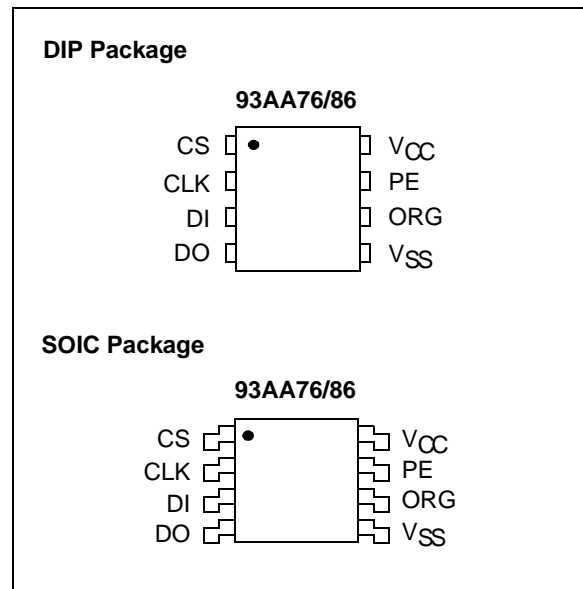 DIP Package
93AA76/86
CS VCC
CLK PE
DI ORG
DO VSS
SOIC Package
93AA76/86
CS VCC
CLK PE
DI ORG
DO VSS